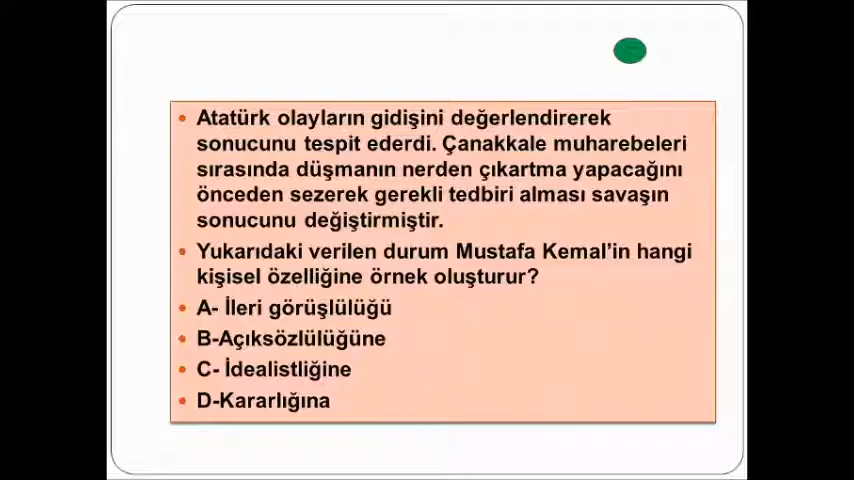 • Atatürk olayların gidişini değerlendirerek
sonucunu tespit ederdi. Çanakkale muharebeleri
sırasında düşmanın nerden çıkartma yapacağını
önceden sezerek gerekli tedbiri alması savaşın
sonucunu değiştirmiştir.
• Yukarıdaki verilen durum Mustafa Kemal'in hangi
kişisel özelliğine örnek oluşturur?
• A- İleri görüşlülüğü
• B-Açıksözlülüğüne
• C- İdealistliğine
• D-Kararlığına